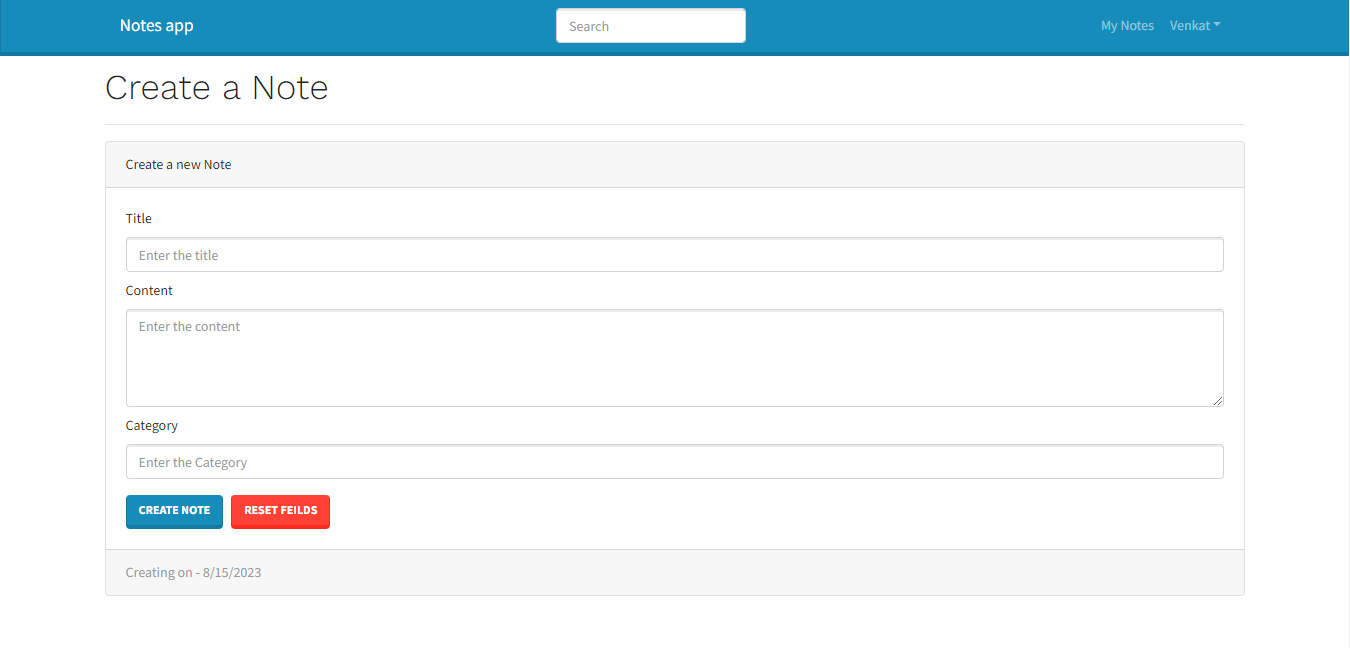 Notes app Search My Notes Venkat
Create a Note
Create a new Note
Title
Enter the title
Content
Enter the content
Category
Enter the Category
CREATE NOTE RESET FEILDS
Creating on - 8/15/2023